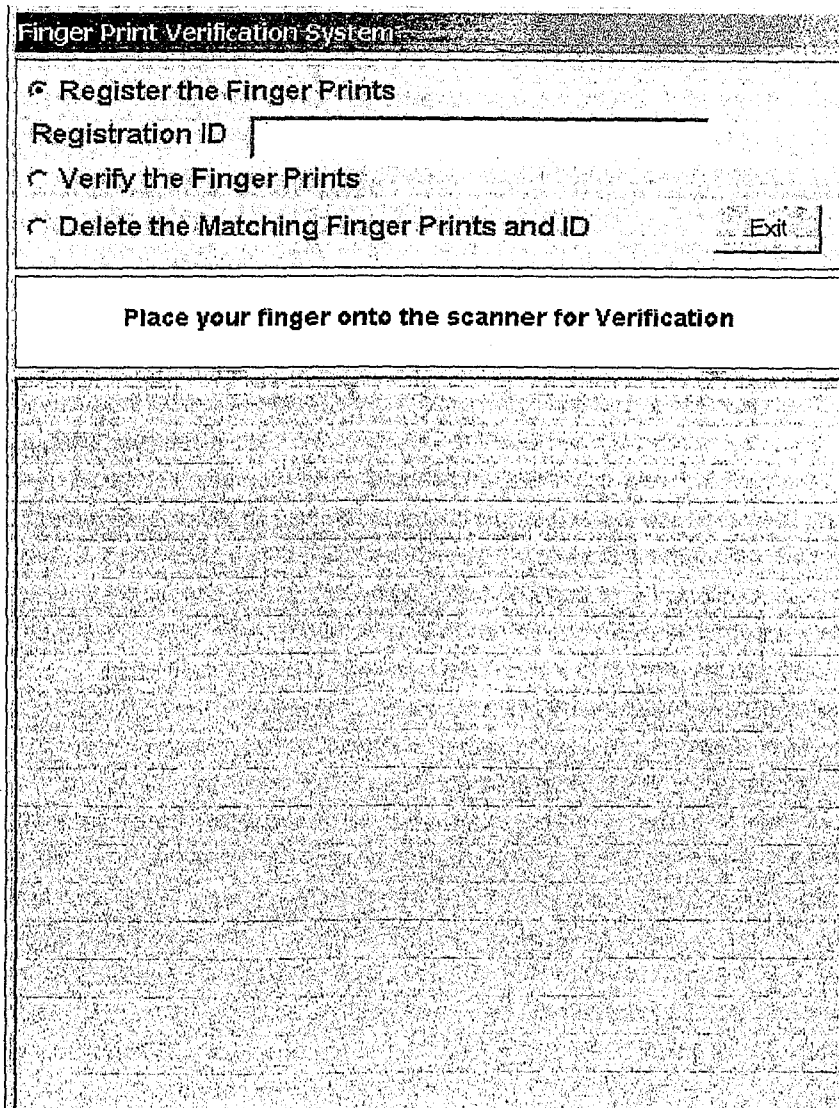 Finger Print Verification System
Register the Finger Prints
Registration ID
Verify the Finger Prints
Delete the Matching Finger Prints and ID
Exit
Place your finger onto the scanner for Verification